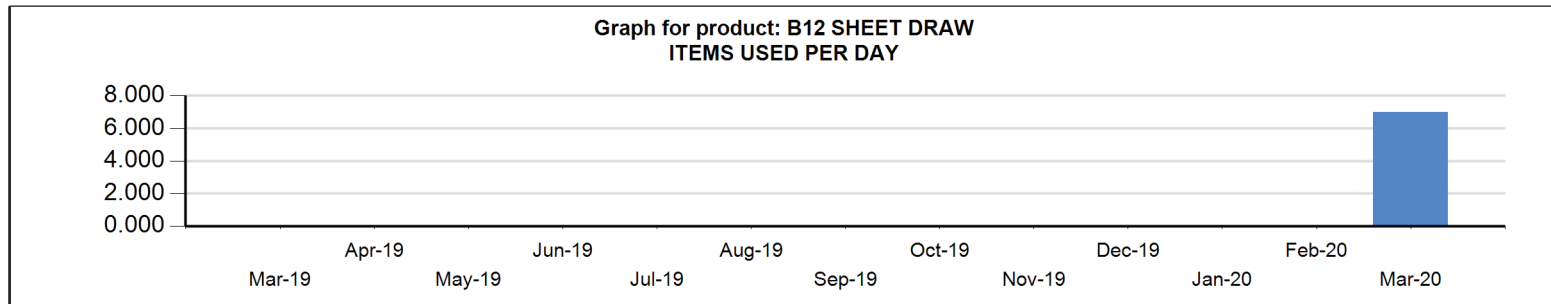 Graph for product: B12 SHEET DRAW
ITEMS USED PER DAY
8.000
6.000
4.000
2.000
0.000
Apr-19 Jun-19 Aug-19 Oct-19 Dec-19 Feb-20
Mar-19 May-19 Jul-19 Sep-19 Nov-19 Jan-20 Mar-20